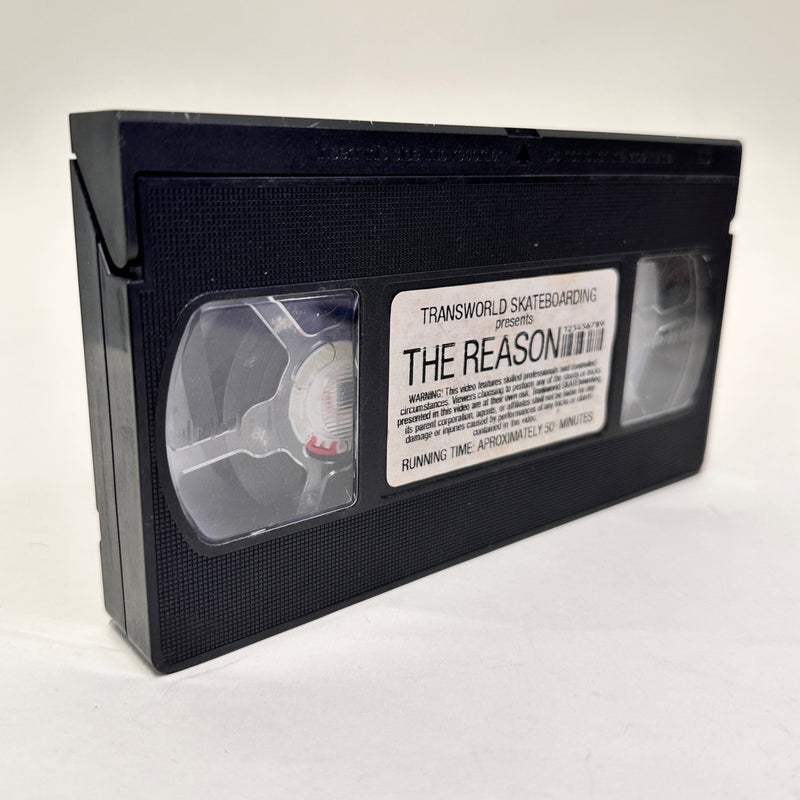 TRANSWORLD SKATEBOARDING
presents
123456789
THE REASON
WARNING! This video features skilled professionals said controlled
circumstances. Viewers choosing to perform any of the stunts or tricks
presented in this video are at their own risk. Transworld SKATEboarding,
its parent corporation, agents, or affiliates shall not be liable for any
damage or injuries caused by performances of any tricks or stunts
contained in this video.
RUNNING TIME: APROXIMATELY 50 MINUTES